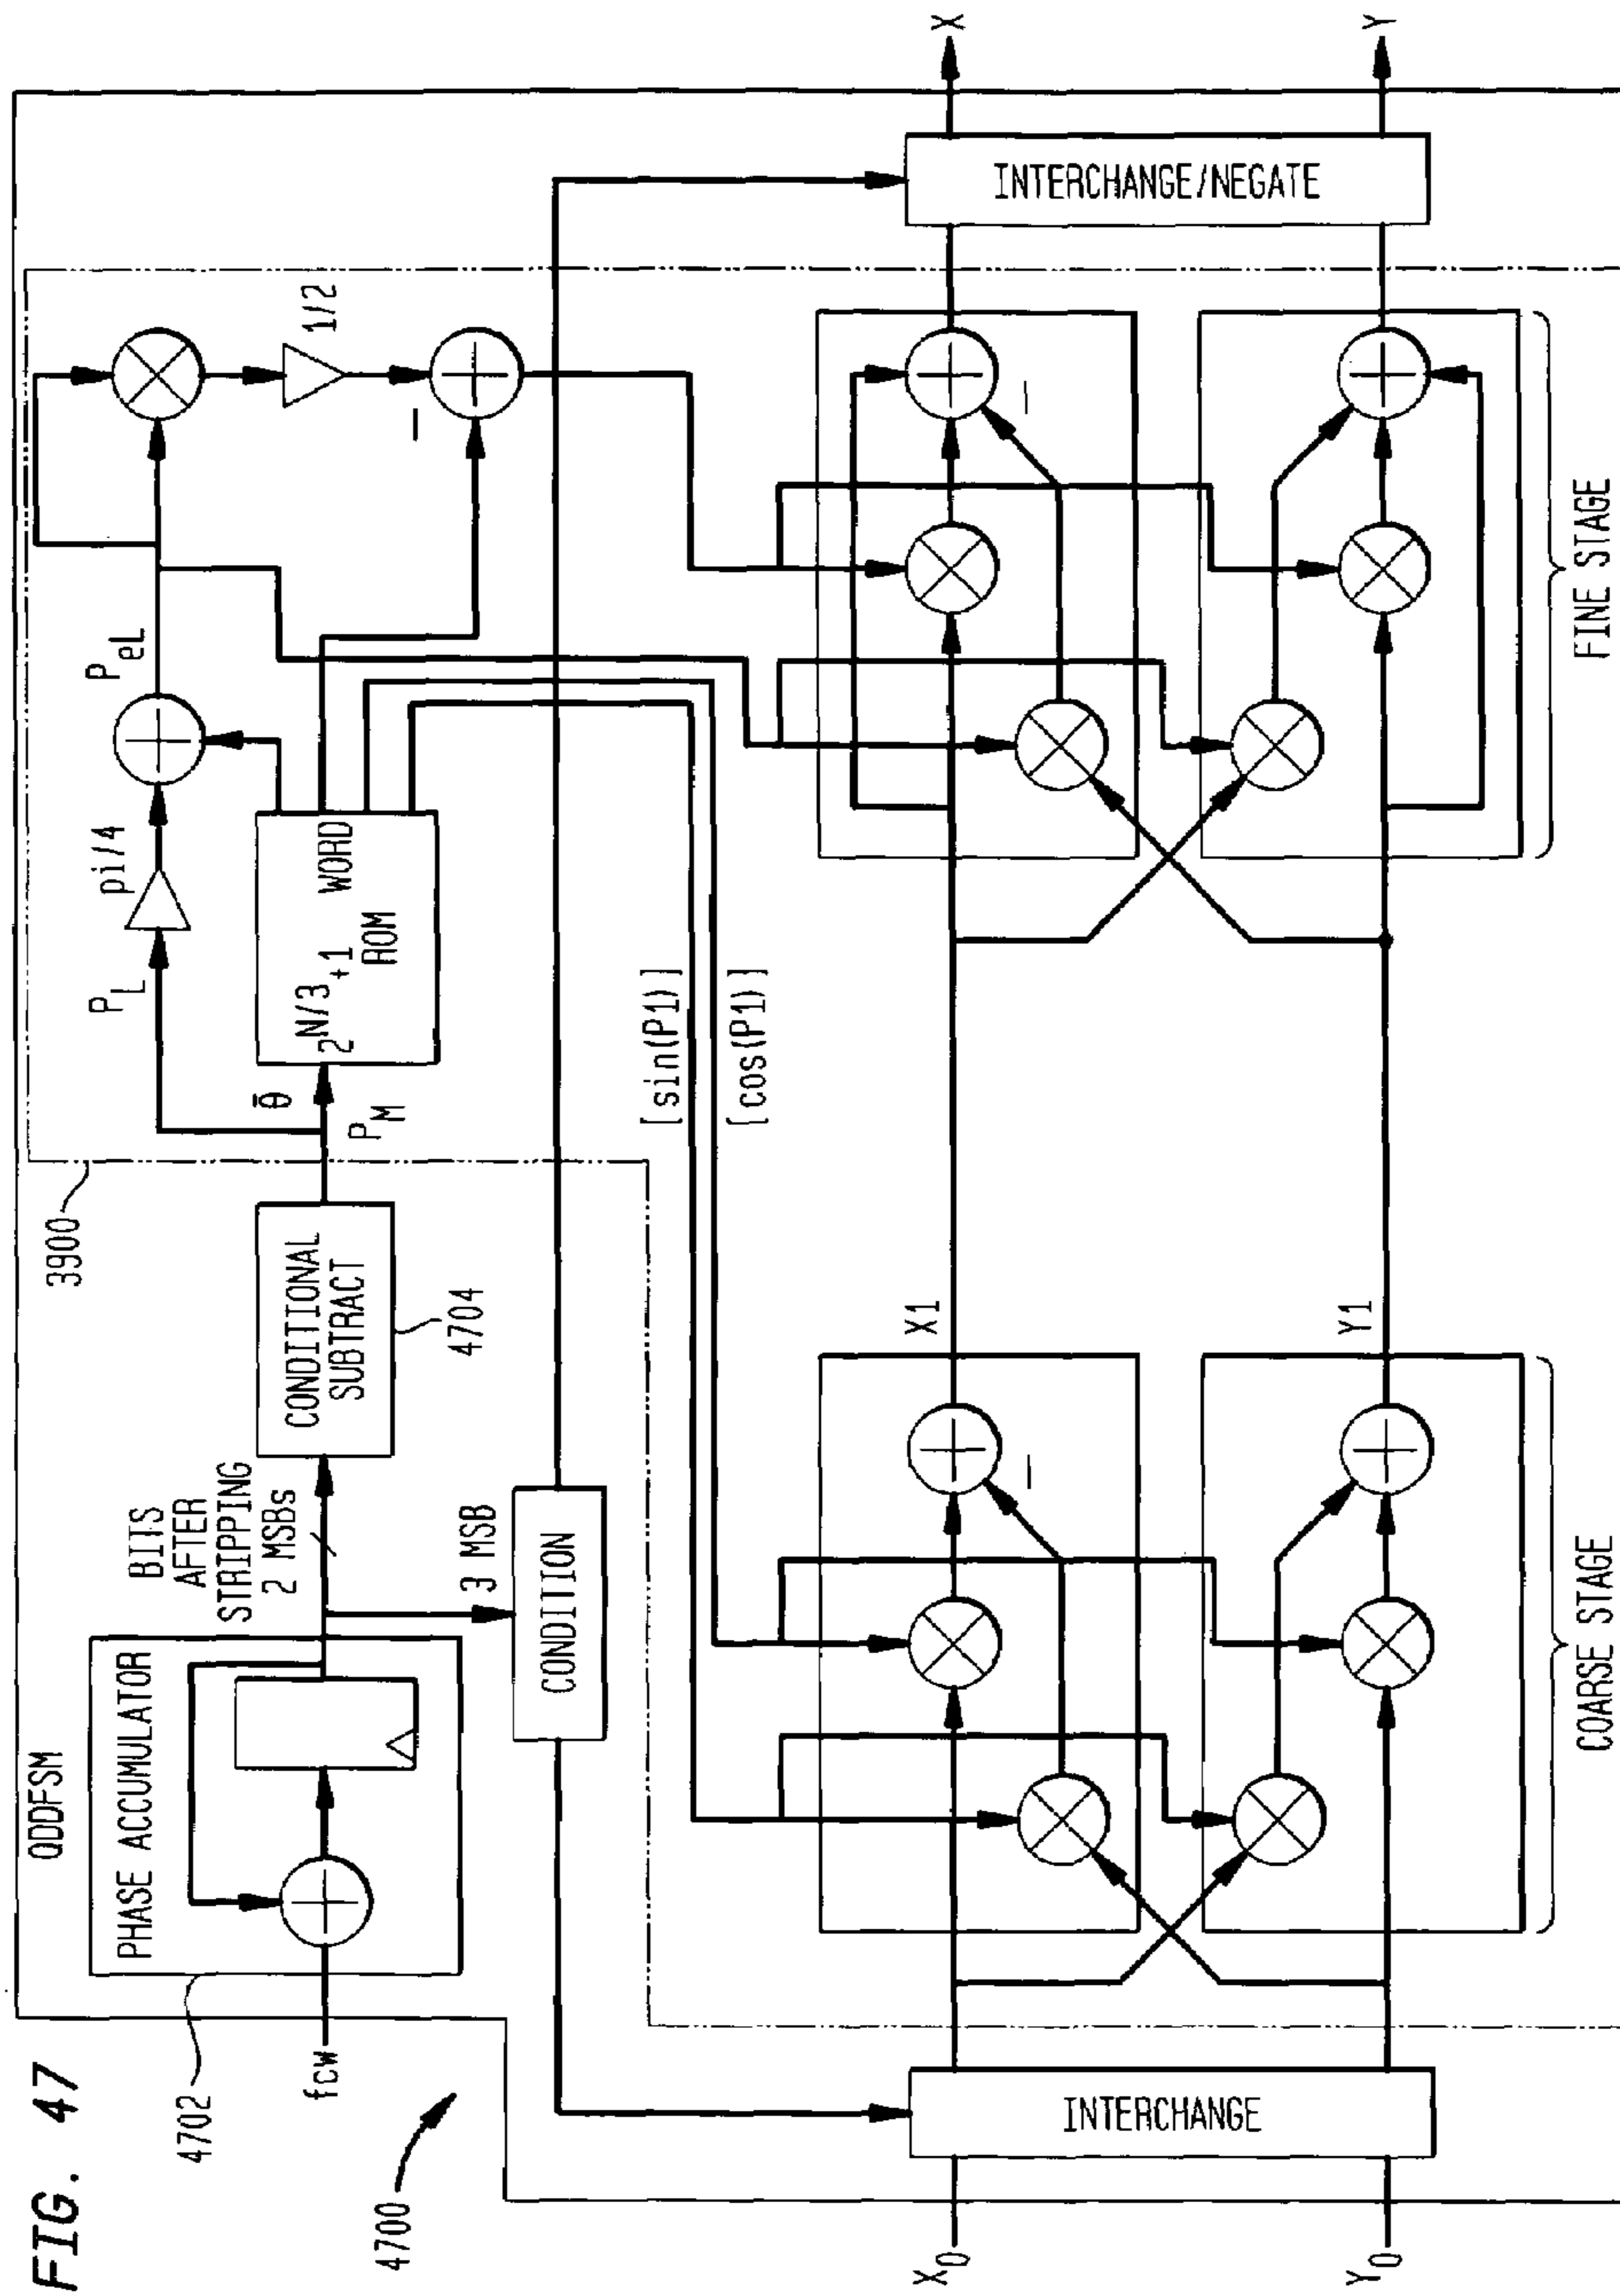 FIG. 47
4700
QDDFSM
PHASE ACCUMULATOR
4702
fcw
BITS
AFTER
STRIPPING
2 MSBs
3 MSB
CONDITION
CONDITIONAL
SUBTRACT
4704
3900
θ̄
P_M
P_L
pi/4
2^N/3+1 WORD
ROM
P_eL
1/2
−
[sin(P1)]
[cos(P1)]
X_0
Y_0
INTERCHANGE
−
COARSE STAGE
X1
Y1
−
FINE STAGE
INTERCHANGE/NEGATE
X
Y